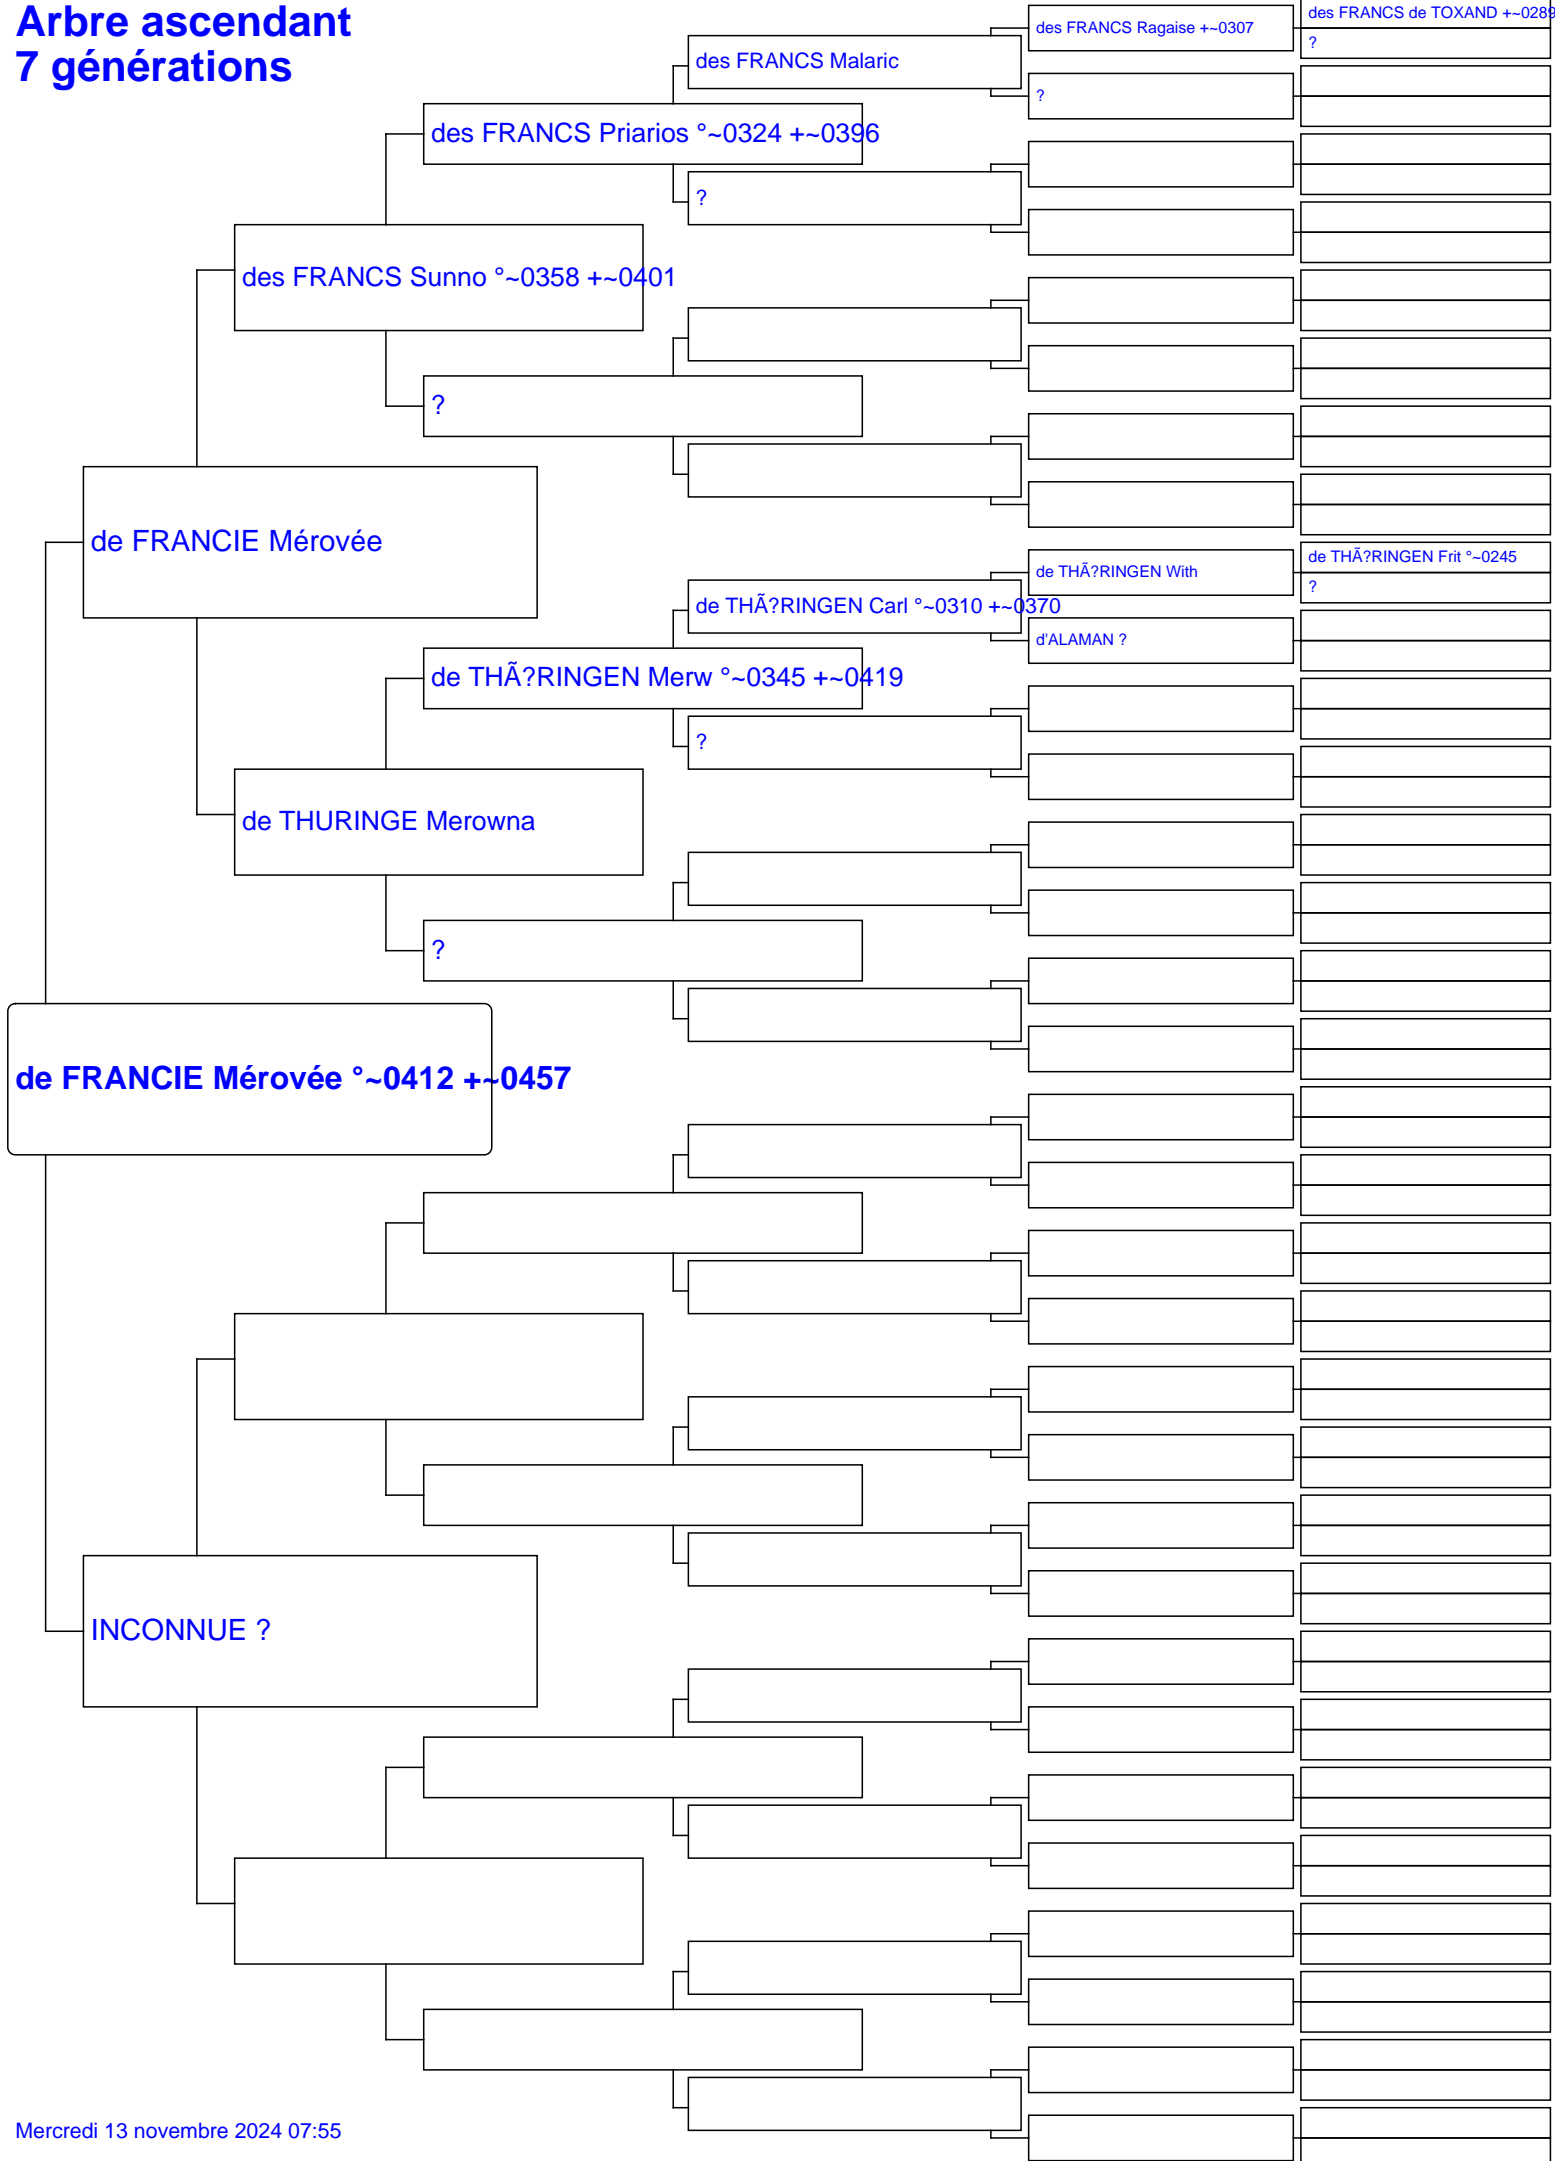 Arbre ascendant
7 générations
des FRANCS Ragaise +~0307
des FRANCS de TOXAND +~0289
?
des FRANCS Malaric
?
des FRANCS Priarios °~0324 +~0396
?
des FRANCS Sunno °~0358 +~0401
?
de FRANCIE Mérovée
de THÃ?RINGEN With
de THÃ?RINGEN Frit °~0245
?
de THÃ?RINGEN Carl °~0310 +~0370
d'ALAMAN ?
de THÃ?RINGEN Merw °~0345 +~0419
?
de THURINGE Merowna
?
de FRANCIE Mérovée °~0412 +~0457
INCONNUE ?
Mercredi 13 novembre 2024 07:55